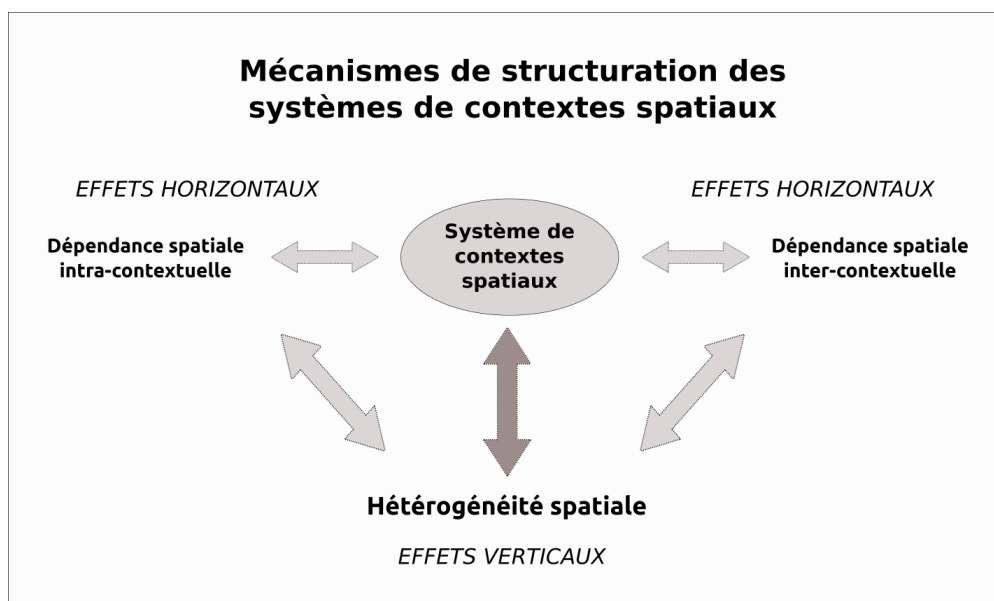 Mécanismes de structuration des
systèmes de contextes spatiaux
EFFETS HORIZONTAUX
Dépendance spatiale
intra-contextuelle
Système de
contextes
spatiaux
EFFETS HORIZONTAUX
Dépendance spatiale
inter-contextuelle
Hétérogénéité spatiale
EFFETS VERTICAUX